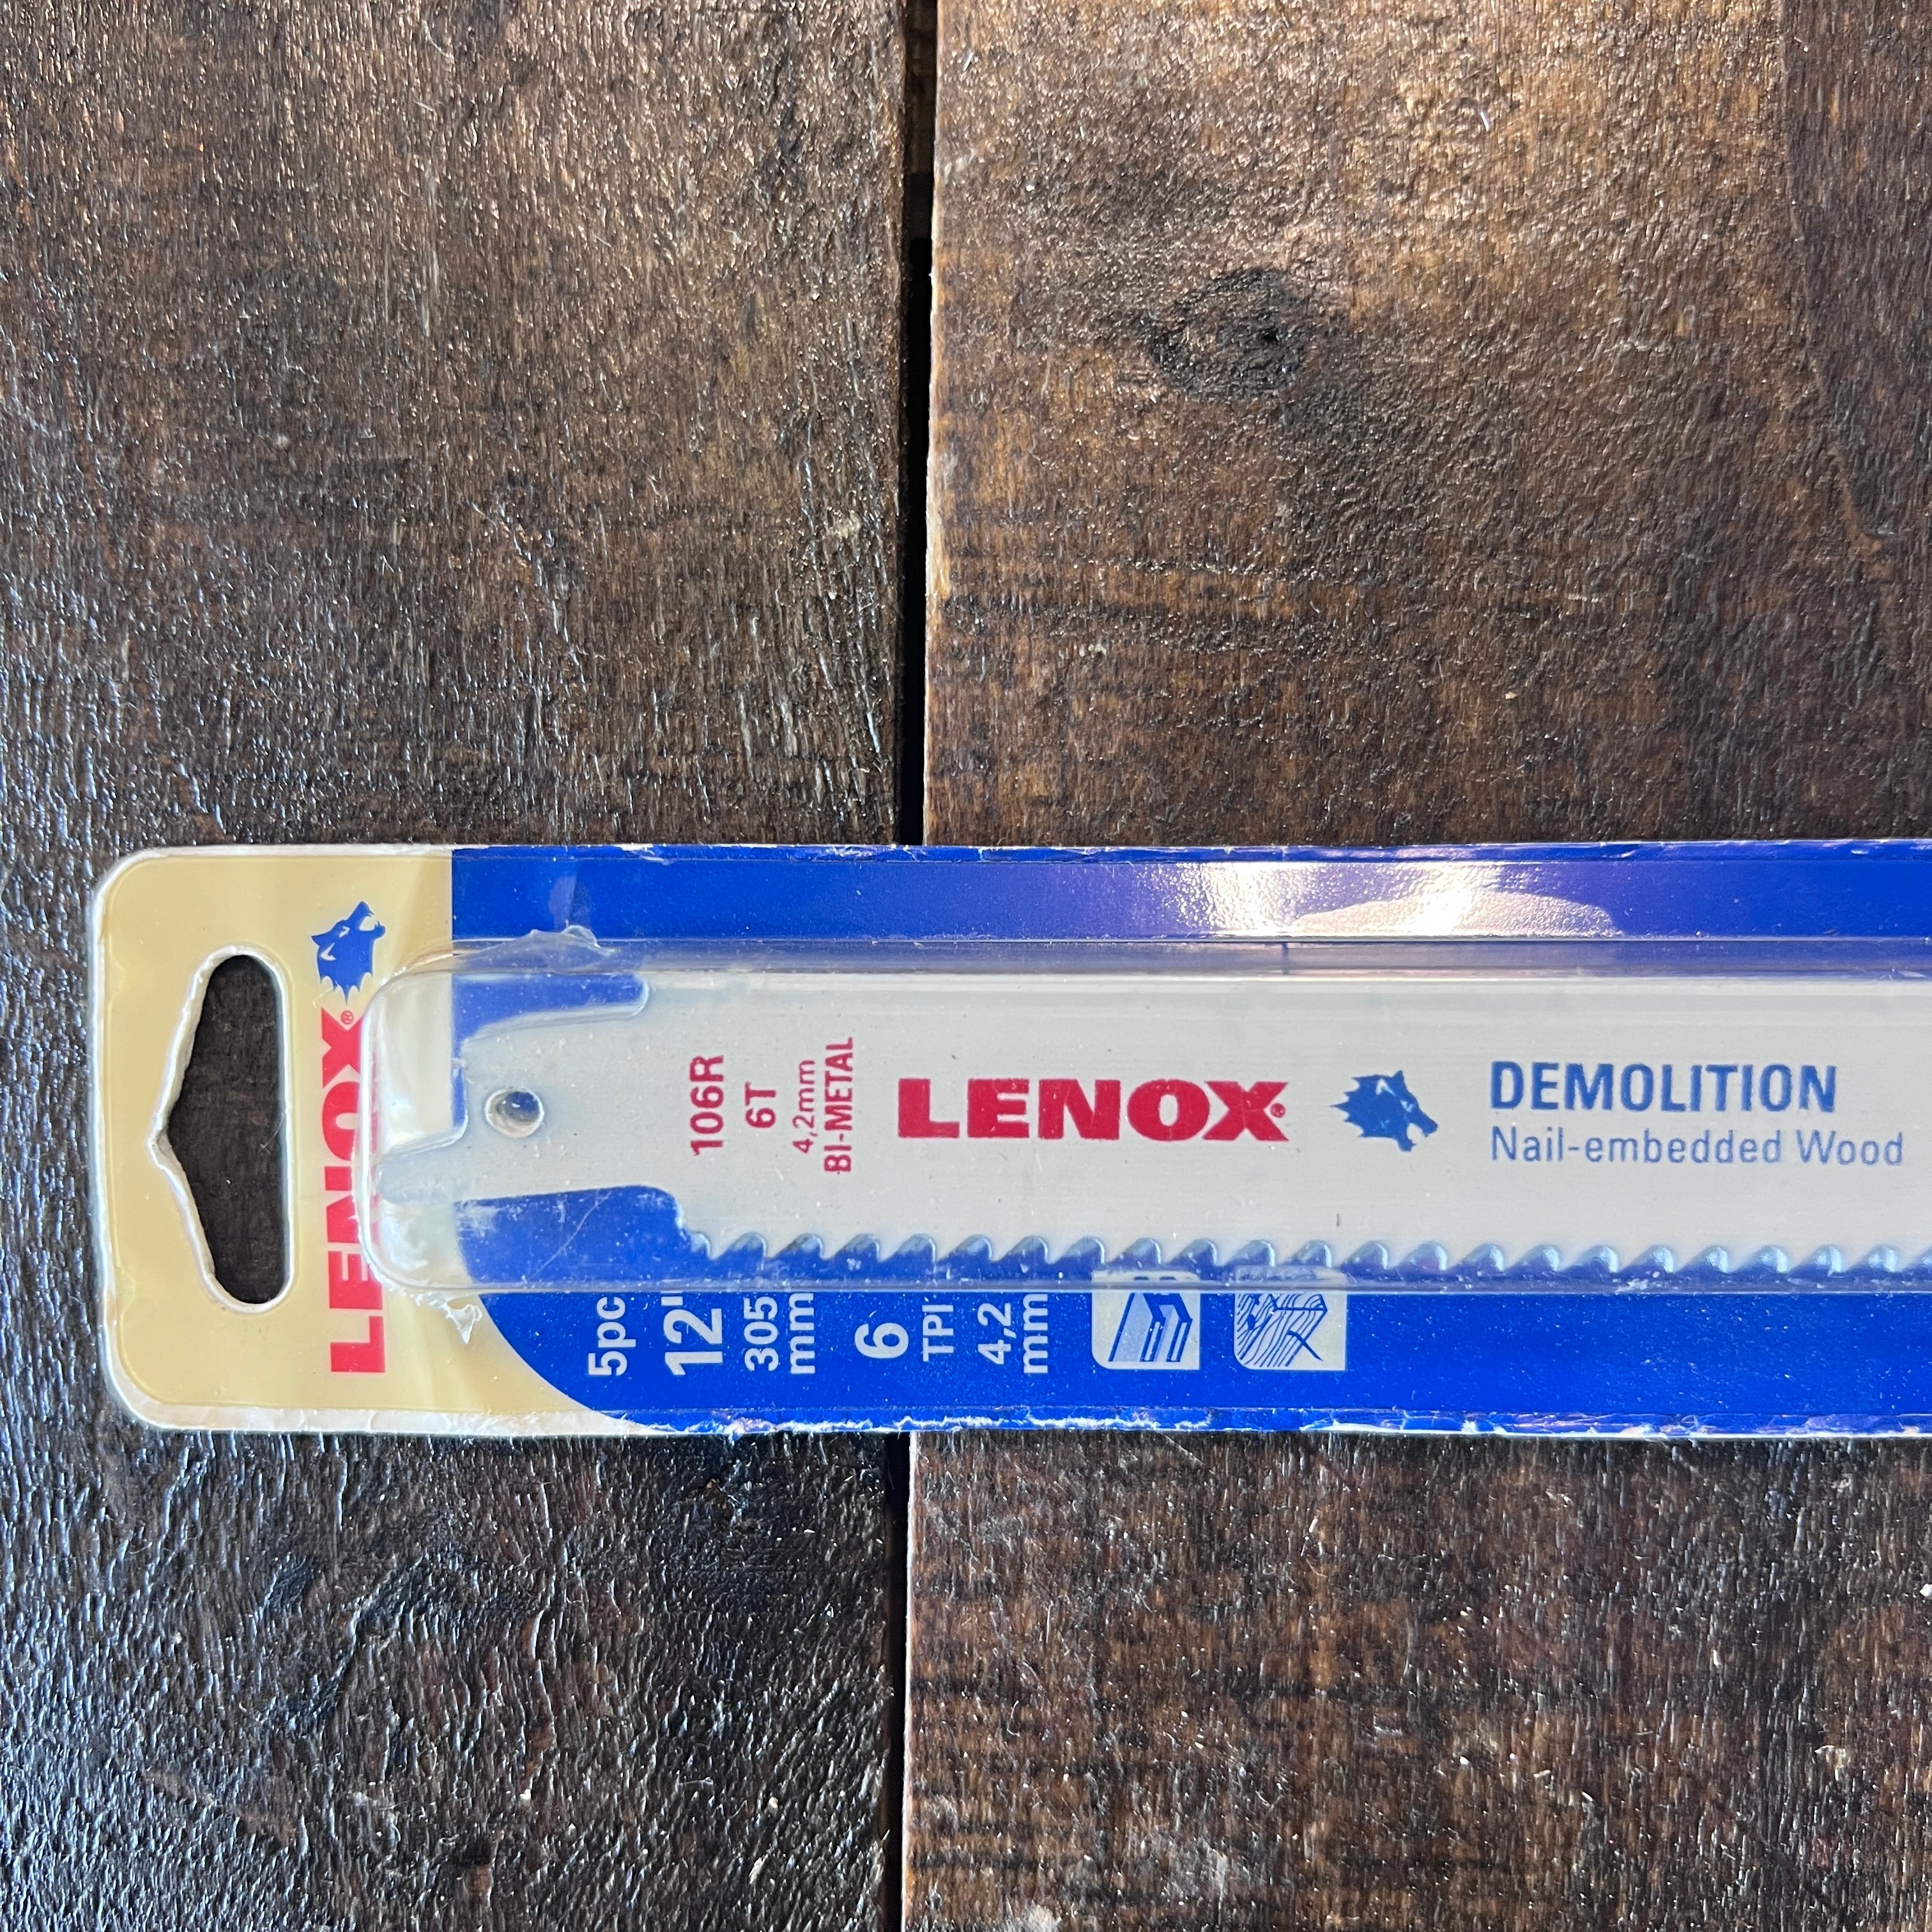 LENOX®
106R
6T
4,2mm
BI-METAL
LENOX®
DEMOLITION
Nail-embedded Wood
5pc
12"
305
mm
6
TPI
4,2
mm